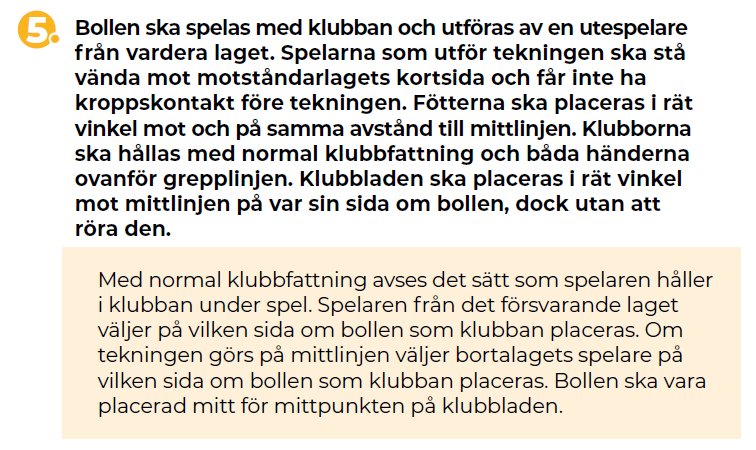 5. Bollen ska spelas med klubban och utföras av en utespelare
från vardera laget. Spelarna som utför tekningen ska stå
vända mot motståndarlagets kortsida och får inte ha
kroppskontakt före tekningen. Fötterna ska placeras i rät
vinkel mot och på samma avstånd till mittlinjen. Klubborna
ska hållas med normal klubbfattning och båda händerna
ovanför grepplinjen. Klubbladen ska placeras i rät vinkel
mot mittlinjen på var sin sida om bollen, dock utan att
röra den.
Med normal klubbfattning avses det sätt som spelaren håller
i klubban under spel. Spelaren från det försvarande laget
väljer på vilken sida om bollen som klubban placeras. Om
tekningen görs på mittlinjen väljer bortalagets spelare på
vilken sida om bollen som klubban placeras. Bollen ska vara
placerad mitt för mittpunkten på klubbladen.